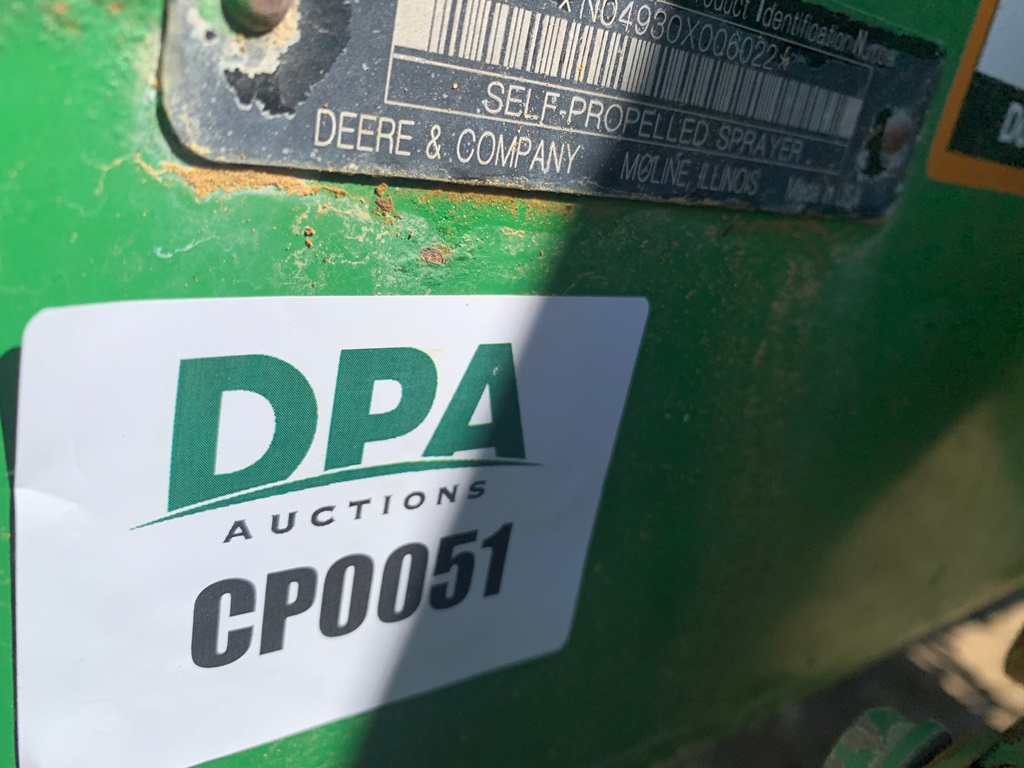 Product Identification Number
N04930X006022*
SELF-PROPELLED SPRAYER
DEERE & COMPANY MOLINE, ILLINOIS
DPA
AUCTIONS
CP0051